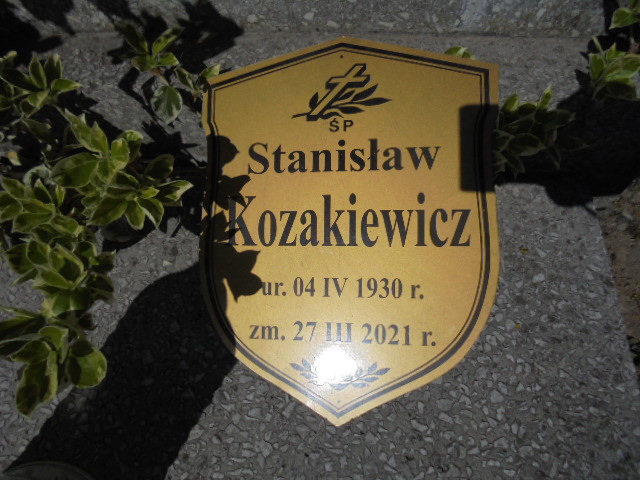 ŚP
Stanisław
Kozakiewicz
ur. 04 IV 1930 r.
zm. 27 III 2021 r.